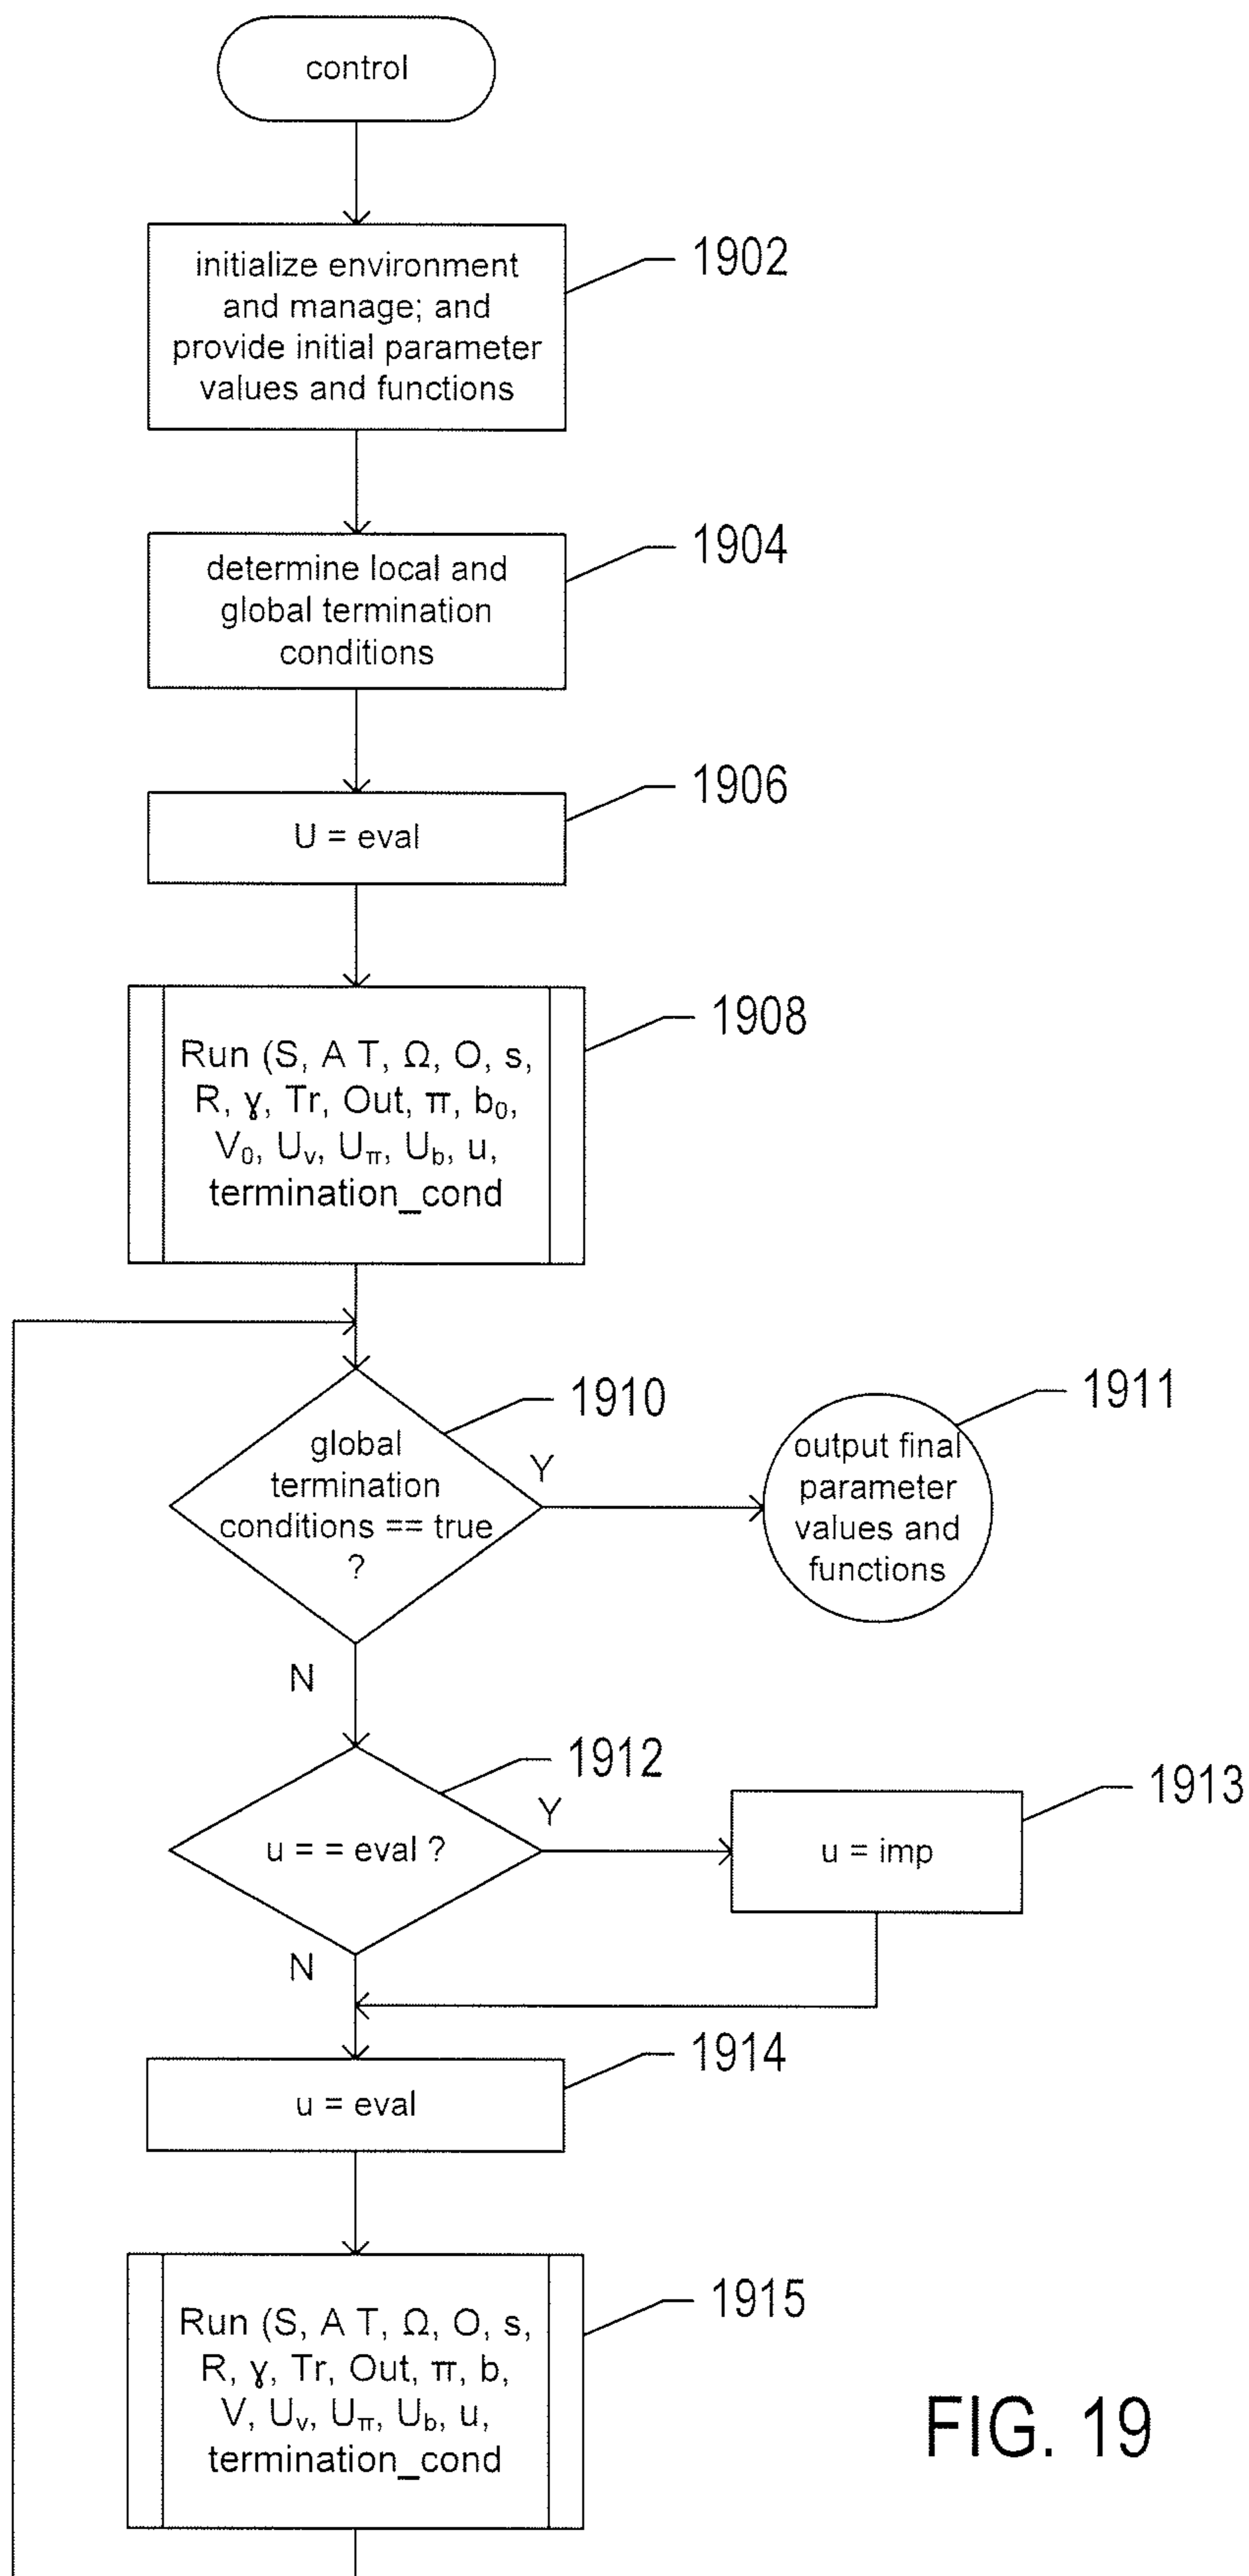 control
initialize environment
and manage; and
provide initial parameter
values and functions
1902
determine local and
global termination
conditions
1904
U = eval
1906
Run (S, A T, Ω, O, s,
R, ɣ, Tr, Out, π, b₀,
V₀, Uᵥ, U_π, U_b, u,
termination_cond
1908
global
termination
conditions == true
?
1910
Y
output final
parameter
values and
functions
1911
N
u = = eval ?
1912
Y
u = imp
1913
N
u = eval
1914
Run (S, A T, Ω, O, s,
R, ɣ, Tr, Out, π, b,
V, Uᵥ, U_π, U_b, u,
termination_cond
1915
FIG. 19